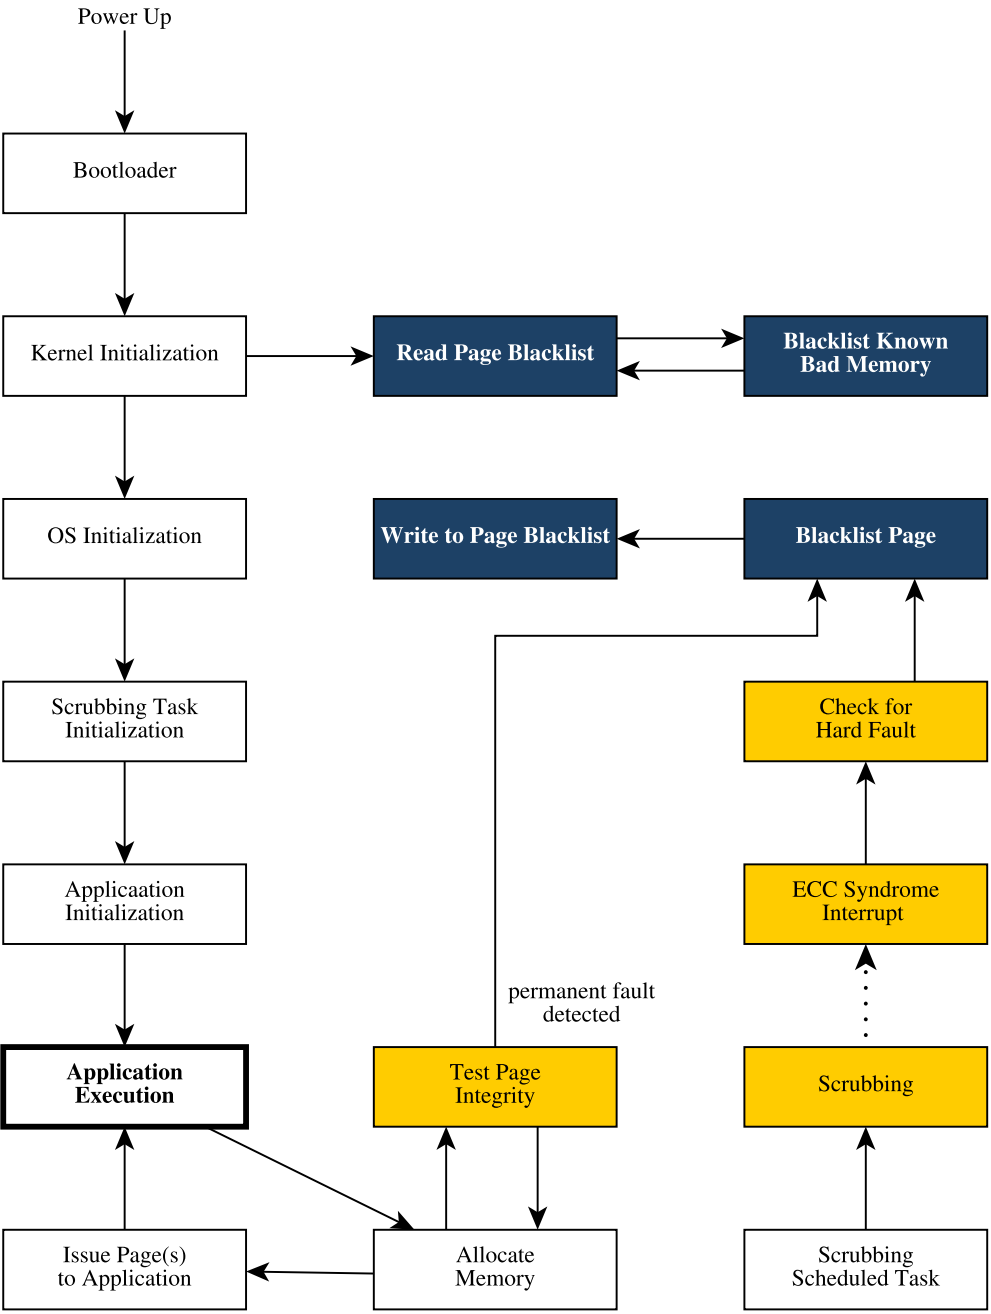 Power Up
Bootloader
Kernel Initialization
Read Page Blacklist
Blacklist Known
Bad Memory
OS Initialization
Write to Page Blacklist
Blacklist Page
Scrubbing Task
Initialization
Check for
Hard Fault
Applicaation
Initialization
ECC Syndrome
Interrupt
permanent fault
detected
Application
Execution
Test Page
Integrity
Scrubbing
Issue Page(s)
to Application
Allocate
Memory
Scrubbing
Scheduled Task